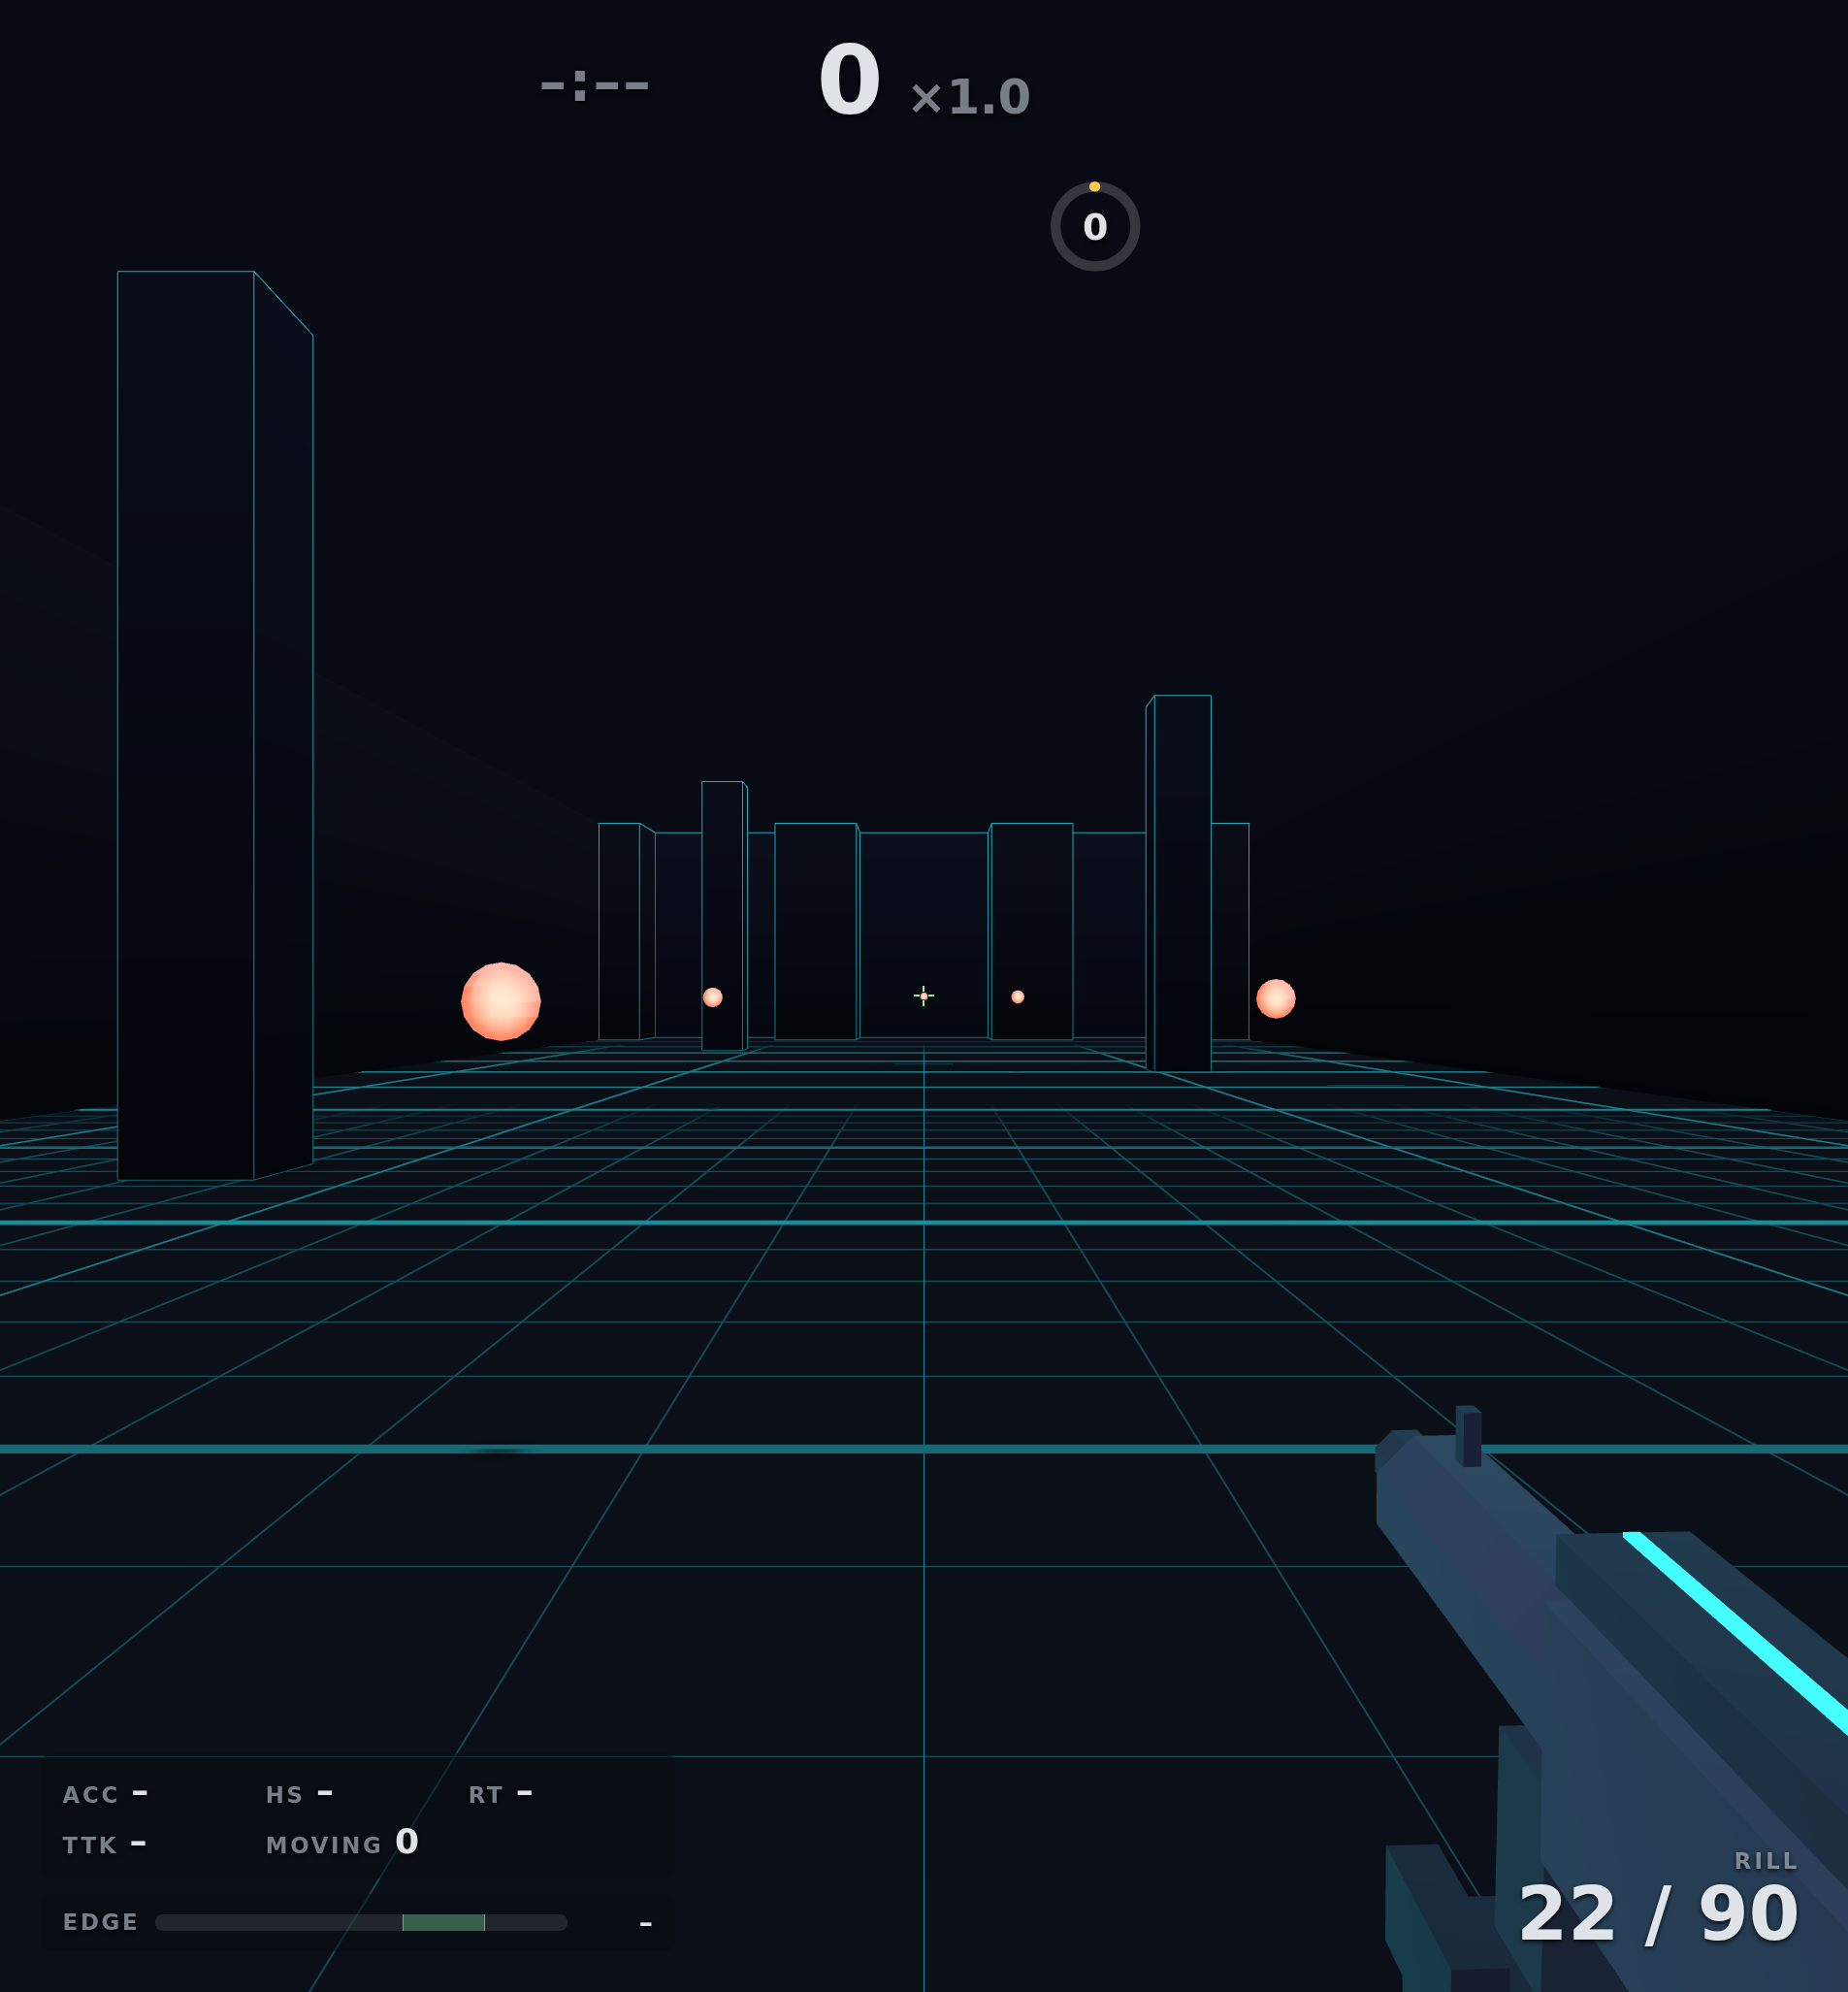 –:–– 0 ×1.0
0
ACC – HS – RT –
TTK – MOVING 0
EDGE –
RILL
22 / 90